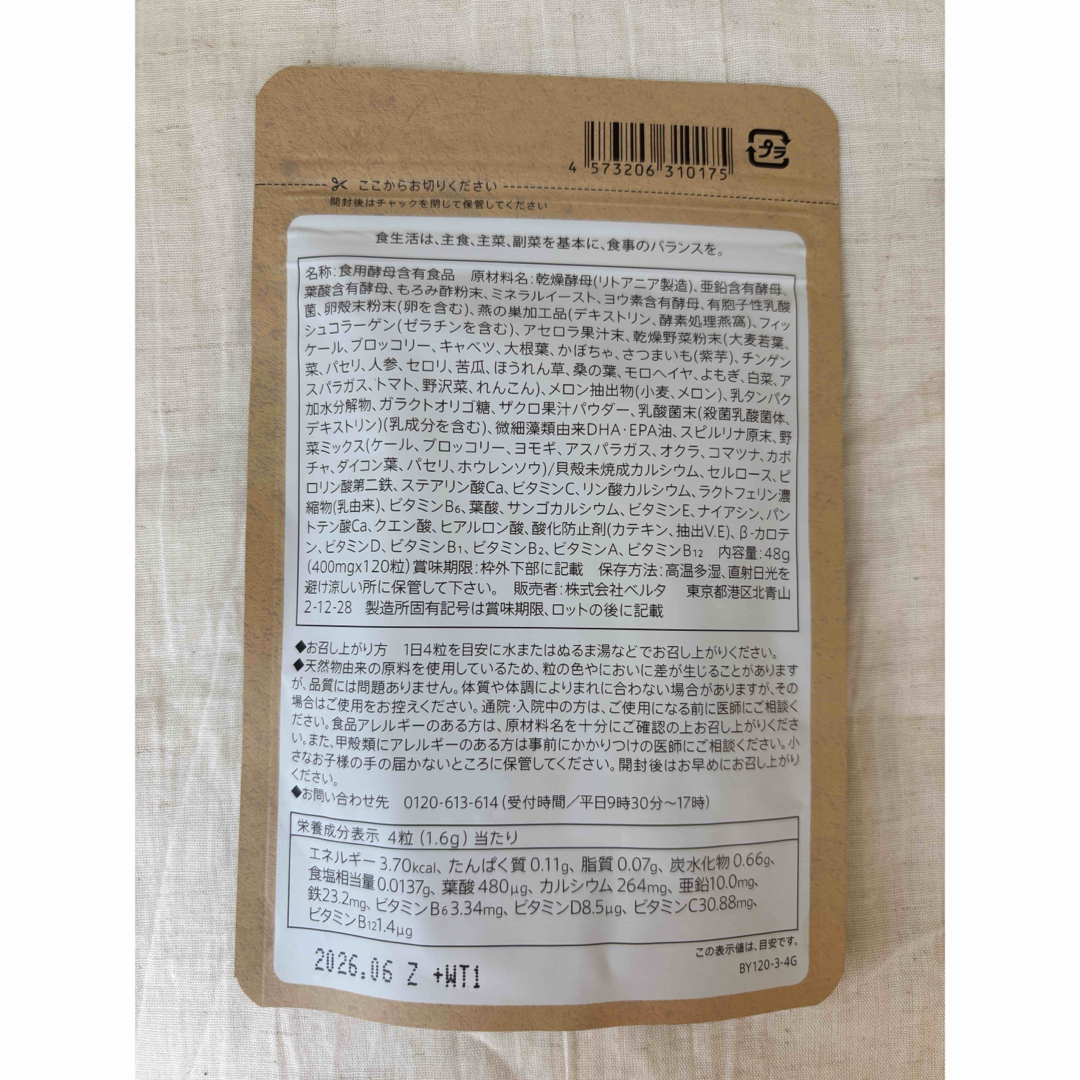 4 573206 310175
プラ
ここからお切りください
開封後はチャックを閉じて保管してください
食生活は、主食、主菜、副菜を基本に、食事のバランスを。
名称:食用酵母含有食品 原材料名:乾燥酵母(リトアニア製造)、亜鉛含有酵母、
葉酸含有酵母、もろみ酢粉末、ミネラルイースト、ヨウ素含有酵母、有胞子性乳酸
菌、卵殻末粉末(卵を含む)、燕の巣加工品(デキストリン、酵素処理燕窩)、フィッ
シュコラーゲン(ゼラチンを含む)、アセロラ果汁末、乾燥野菜粉末(大麦若葉、
ケール、ブロッコリー、キャベツ、大根葉、かぼちゃ、さつまいも(紫芋)、チンゲン
菜、パセリ、人参、セロリ、苦瓜、ほうれん草、桑の葉、モロヘイヤ、よもぎ、白菜、ア
スパラガス、トマト、野沢菜、れんこん)、メロン抽出物(小麦、メロン)、乳タンパク
加水分解物、ガラクトオリゴ糖、ザクロ果汁パウダー、乳酸菌末(殺菌乳酸菌体、
デキストリン)(乳成分を含む)、微細藻類由来DHA・EPA油、スピルリナ原末、野
菜ミックス(ケール、ブロッコリー、ヨモギ、アスパラガス、オクラ、コマツナ、カボ
チャ、ダイコン葉、パセリ、ホウレンソウ)/貝殻未焼成カルシウム、セルロース、ピ
ロリン酸第二鉄、ステアリン酸Ca、ビタミンC、リン酸カルシウム、ラクトフェリン濃
縮物(乳由来)、ビタミンB₆、葉酸、サンゴカルシウム、ビタミンE、ナイアシン、パン
トテン酸Ca、クエン酸、ヒアルロン酸、酸化防止剤(カテキン、抽出V.E)、β-カロテ
ン、ビタミンD、ビタミンB₁、ビタミンB₂、ビタミンA、ビタミンB₁₂ 内容量:48g
(400mgx120粒)賞味期限:枠外下部に記載 保存方法:高温多湿、直射日光を
避け涼しい所に保管して下さい。 販売者:株式会社ベルタ 東京都港区北青山
2-12-28 製造所固有記号は賞味期限、ロットの後に記載
◆お召し上がり方 1日4粒を目安に水またはぬるま湯などでお召し上がりください。
◆天然物由来の原料を使用しているため、粒の色やにおいに差が生じることがあります
が、品質には問題ありません。体質や体調によりまれに合わない場合がありますが、その
場合はご使用をお控えください。通院・入院中の方は、ご使用になる前に医師にご相談く
ださい。食品アレルギーのある方は、原材料名を十分にご確認の上お召し上がりくださ
い。また、甲殻類にアレルギーのある方は事前にかかりつけの医師にご相談ください。小
さなお子様の手の届かないところに保管してください。開封後はお早めにお召し上がり
ください。
◆お問い合わせ先 0120-613-614(受付時間/平日9時30分〜17時)
栄養成分表示 4粒(1.6g)当たり
エネルギー3.70kcal、たんぱく質0.11g、脂質0.07g、炭水化物0.66g、
食塩相当量0.0137g、葉酸480μg、カルシウム264mg、亜鉛10.0mg、
鉄23.2mg、ビタミンB₆3.34mg、ビタミンD8.5μg、ビタミンC30.88mg、
ビタミンB₁₂1.4μg
この表示値は、目安です。
BY120-3-4G
2026.06 Z +WT1